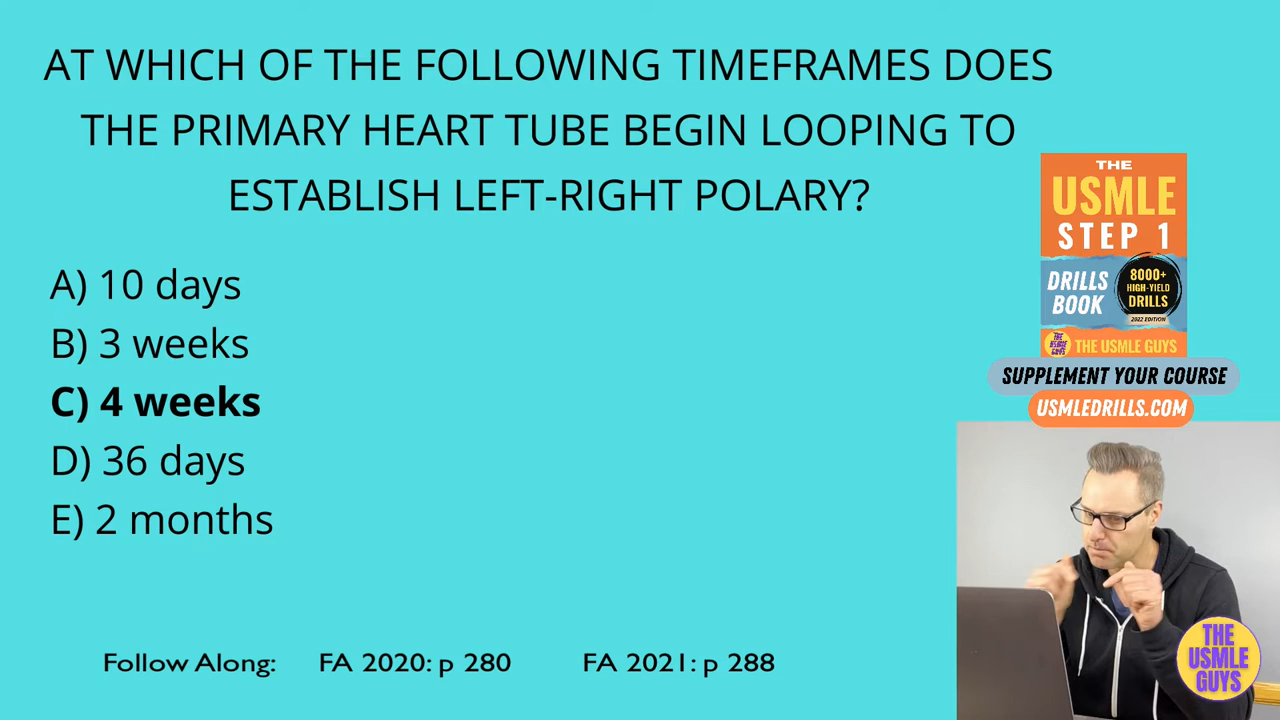 AT WHICH OF THE FOLLOWING TIMEFRAMES DOES
THE PRIMARY HEART TUBE BEGIN LOOPING TO
ESTABLISH LEFT-RIGHT POLARY?
A) 10 days
B) 3 weeks
C) 4 weeks
D) 36 days
E) 2 months
THE
USMLE
STEP 1
DRILLS
BOOK
8000+
HIGH-YIELD
DRILLS
2022 EDITION
THE USMLE GUYS
THE USMLE GUYS
SUPPLEMENT YOUR COURSE
USMLEDRILLS.COM
Follow Along: FA 2020: p 280 FA 2021: p 288
THE
USMLE
GUYS